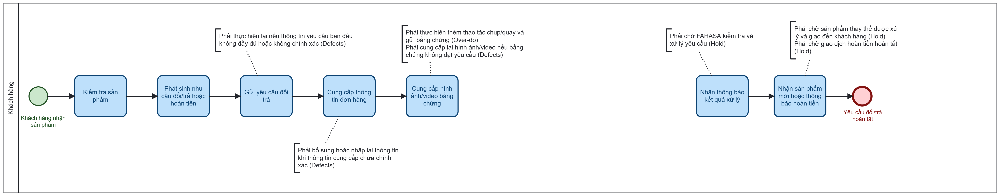 Khách hàng
Khách hàng nhận
sản phẩm
Kiểm tra sản
phẩm
Phát sinh nhu
cầu đổi/trả hoặc
hoàn tiền
Phải thực hiện lại nếu thông tin yêu cầu ban đầu
không đầy đủ hoặc không chính xác (Defects)
Gửi yêu cầu đổi
trả
Cung cấp thông
tin đơn hàng
Phải bổ sung hoặc nhập lại thông tin
khi thông tin cung cấp chưa chính
xác (Defects)
Phải thực hiện thêm thao tác chụp/quay và
gửi bằng chứng (Over-do)
Phải cung cấp lại hình ảnh/video nếu bằng
chứng không đạt yêu cầu (Defects)
Cung cấp hình
ảnh/video bằng
chứng
Phải chờ FAHASA kiểm tra và
xử lý yêu cầu (Hold)
Nhận thông báo
kết quả xử lý
Phải chờ sản phẩm thay thế được xử
lý và giao đến khách hàng (Hold)
Phải chờ giao dịch hoàn tiền hoàn tất
(Hold)
Nhận sản phẩm
mới hoặc thông
báo hoàn tiền
Yêu cầu đổi/trả
hoàn tất